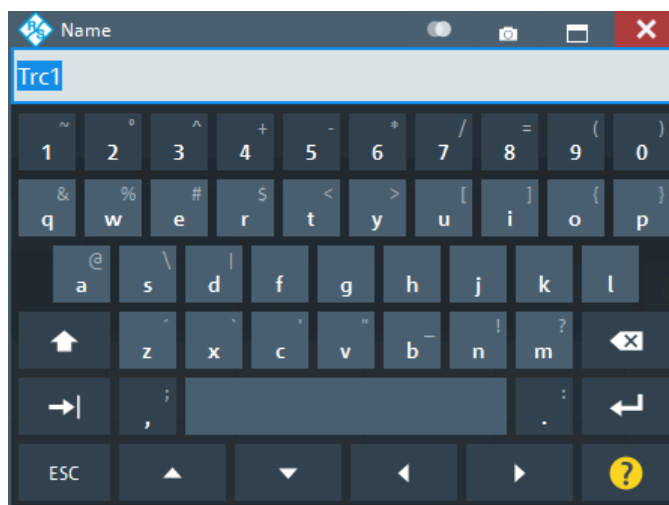 R&S Name
Trc1
~ ° ^ + - * / = ( )
1 2 3 4 5 6 7 8 9 0
& % # $ < > [ ] { }
q w e r t y u i o p
@ \ |
a s d f g h j k l
´ ` ' " _ ! ?
z x c v b n m
; :
, .
ESC ?